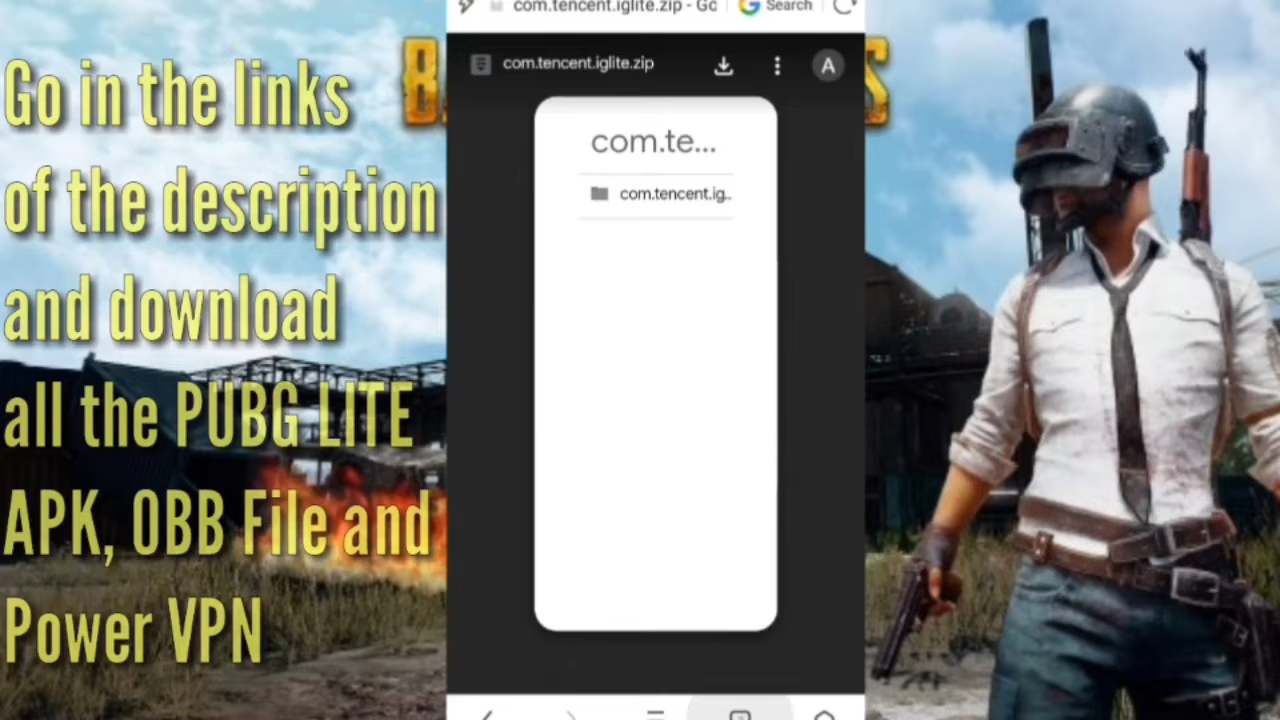 com.tencent.iglite.zip - Go
Search
com.tencent.iglite.zip
A
com.te...
com.tencent.ig..
Go in the links
of the description
and download
all the PUBG LITE
APK, OBB File and
Power VPN